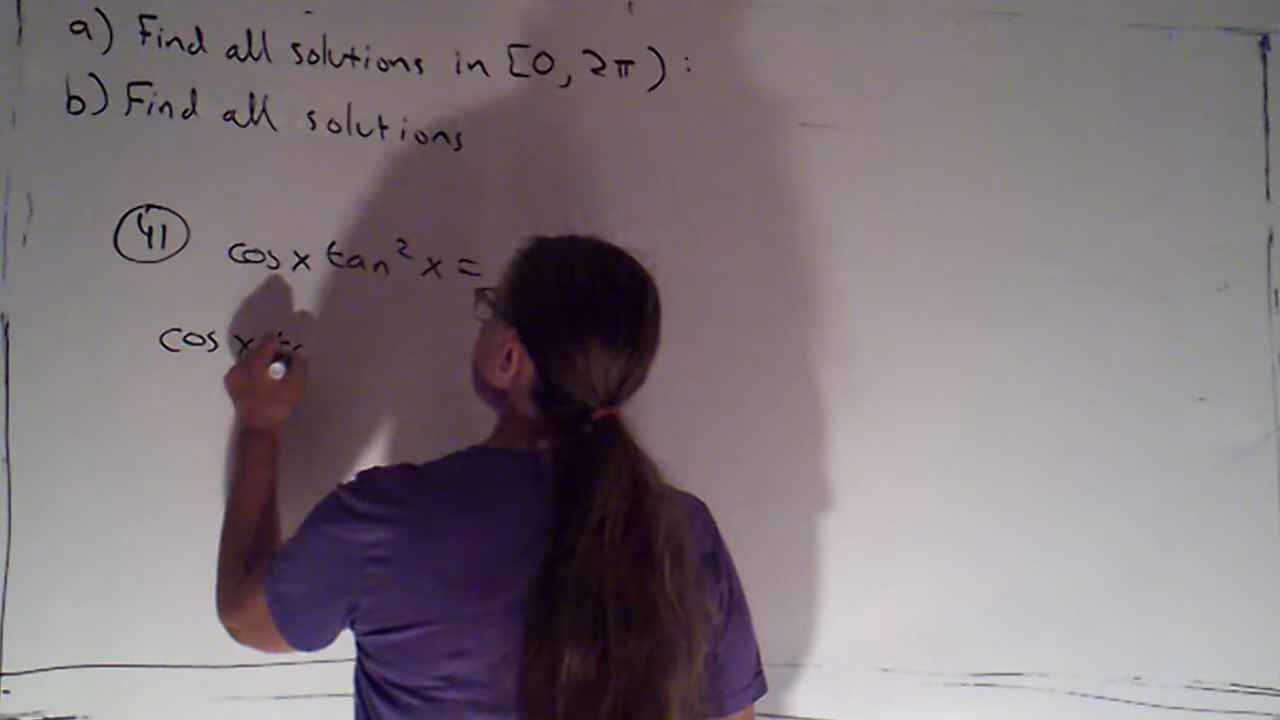 a) Find all solutions in [0, 2π) :
b) Find all solutions
41 cos x tan² x =
cos x